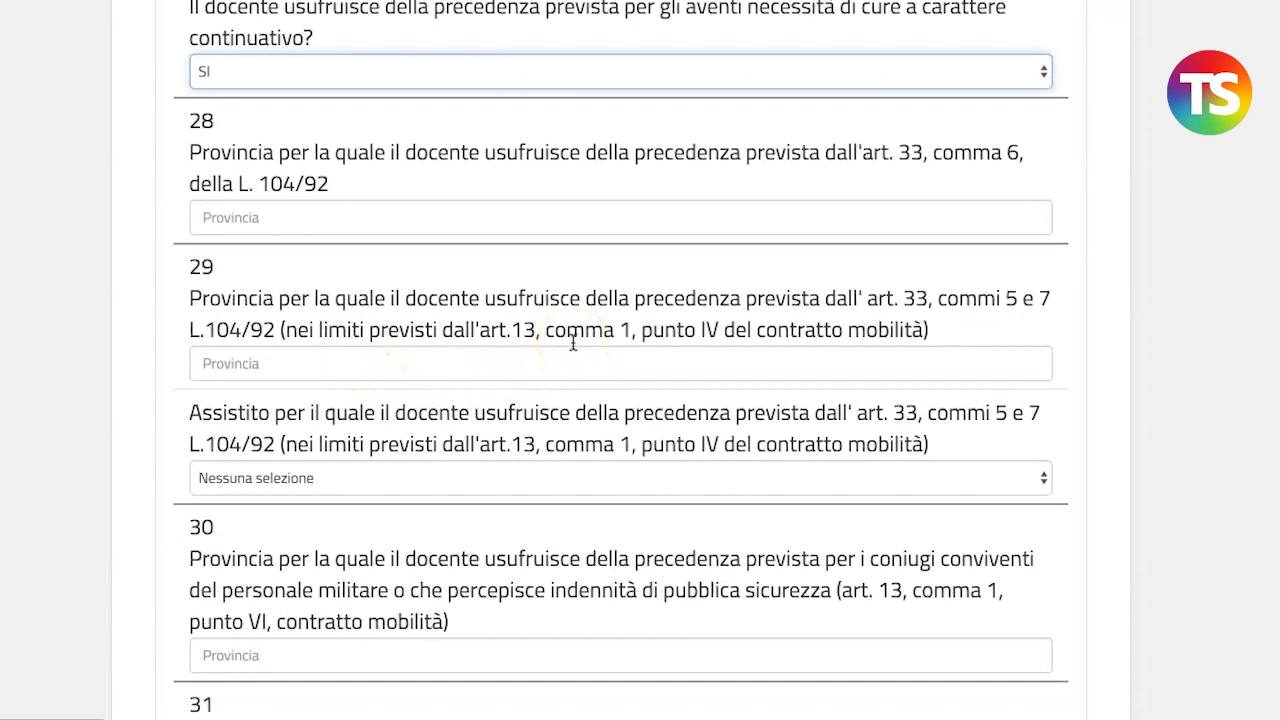 Il docente usufruisce della precedenza prevista per gli aventi necessità di cure a carattere
continuativo?
SI
28
Provincia per la quale il docente usufruisce della precedenza prevista dall'art. 33, comma 6,
della L. 104/92
Provincia
29
Provincia per la quale il docente usufruisce della precedenza prevista dall' art. 33, commi 5 e 7
L.104/92 (nei limiti previsti dall'art.13, comma 1, punto IV del contratto mobilità)
Provincia
Assistito per il quale il docente usufruisce della precedenza prevista dall' art. 33, commi 5 e 7
L.104/92 (nei limiti previsti dall'art.13, comma 1, punto IV del contratto mobilità)
Nessuna selezione
30
Provincia per la quale il docente usufruisce della precedenza prevista per i coniugi conviventi
del personale militare o che percepisce indennità di pubblica sicurezza (art. 13, comma 1,
punto VI, contratto mobilità)
Provincia
31
TS